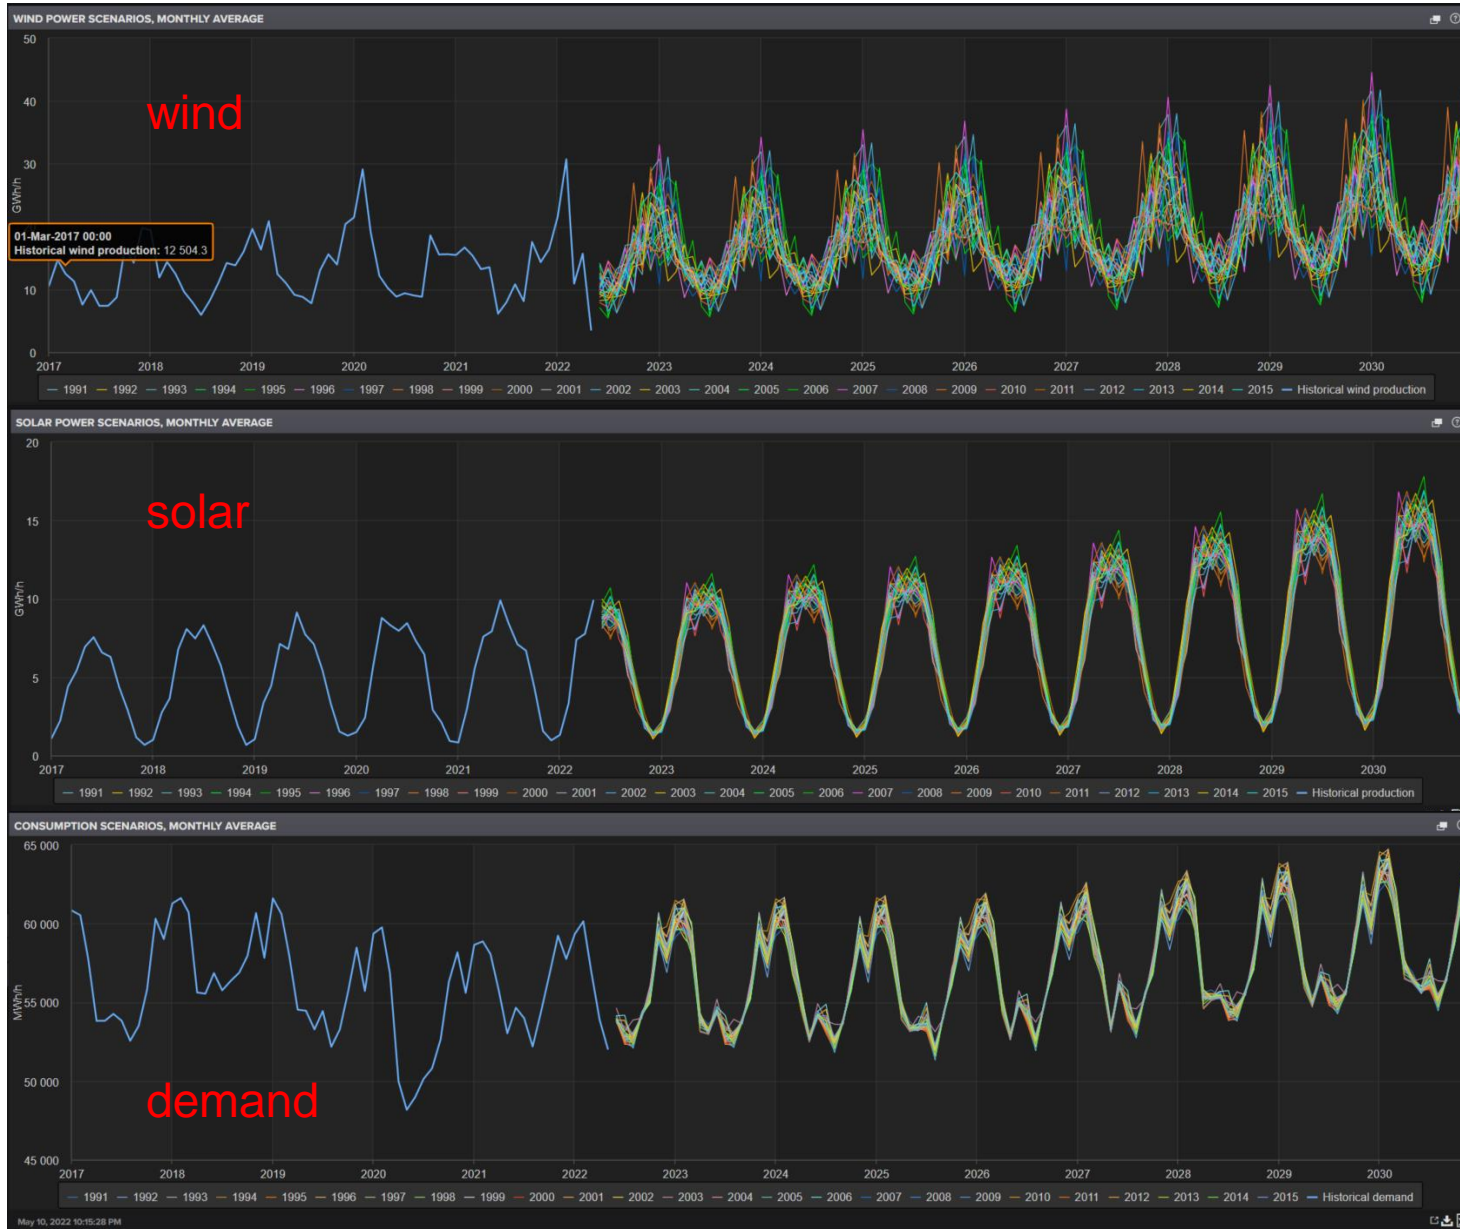 WIND POWER SCENARIOS, MONTHLY AVERAGE
50
40
wind
30
GWh/h
01-Mar-2017 00:00
Historical wind production: 12 504.3
10
0
2017 2018 2019 2020 2021 2022 2023 2024 2025 2026 2027 2028 2029 2030
1991 1992 1993 1994 1995 1996 1997 1998 1999 2000 2001 2002 2003 2004 2005 2006 2007 2008 2009 2010 2011 2012 2013 2014 2015 Historical wind production
SOLAR POWER SCENARIOS, MONTHLY AVERAGE
20
15
solar
10
GWh/h
5
0
2017 2018 2019 2020 2021 2022 2023 2024 2025 2026 2027 2028 2029 2030
1991 1992 1993 1994 1995 1996 1997 1998 1999 2000 2001 2002 2003 2004 2005 2006 2007 2008 2009 2010 2011 2012 2013 2014 2015 Historical production
CONSUMPTION SCENARIOS, MONTHLY AVERAGE
65 000
60 000
55 000
MWh/h
50 000
demand
45 000
2017 2018 2019 2020 2021 2022 2023 2024 2025 2026 2027 2028 2029 2030
1991 1992 1993 1994 1995 1996 1997 1998 1999 2000 2001 2002 2003 2004 2005 2006 2007 2008 2009 2010 2011 2012 2013 2014 2015 Historical demand
May 10, 2022 10:15:28 PM